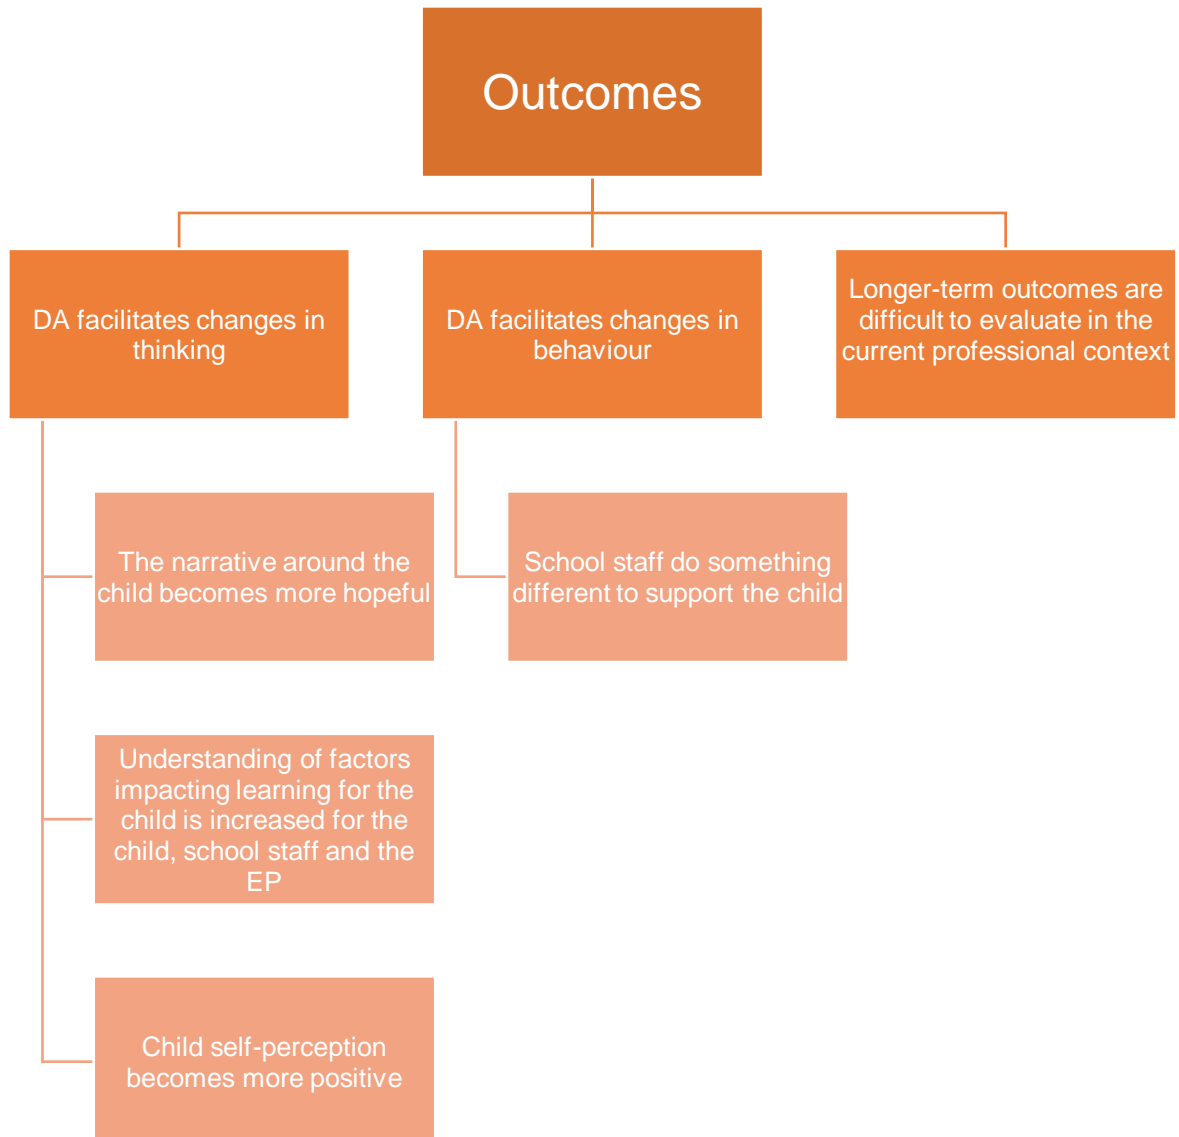 Outcomes
DA facilitates changes in
thinking
DA facilitates changes in
behaviour
Longer-term outcomes are
difficult to evaluate in the
current professional context
The narrative around the
child becomes more hopeful
School staff do something
different to support the child
Understanding of factors
impacting learning for the
child is increased for the
child, school staff and the
EP
Child self-perception
becomes more positive